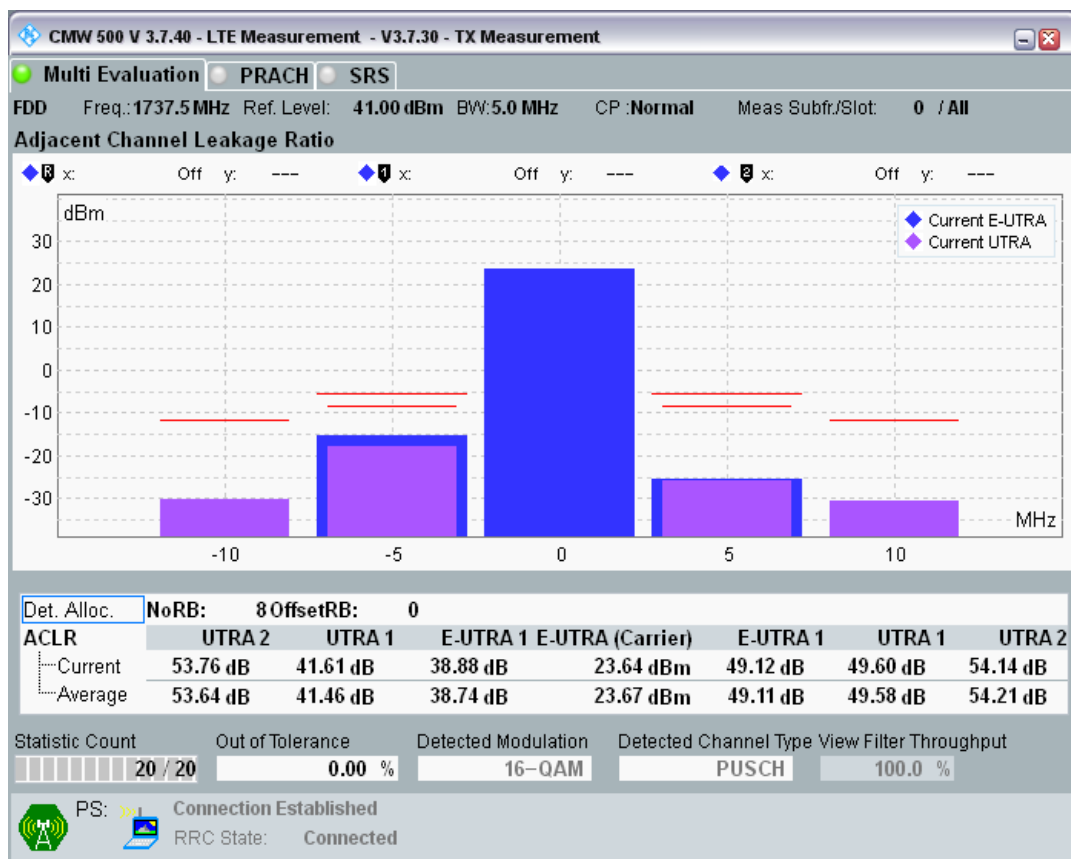 CMW 500 V 3.7.40 - LTE Measurement - V3.7.30 - TX Measurement
Multi Evaluation PRACH SRS
FDD Freq.: 1737.5 MHz Ref. Level: 41.00 dBm BW: 5.0 MHz CP : Normal Meas Subfr./Slot: 0 / All
Adjacent Channel Leakage Ratio
R x: Off y: --- 1 x: Off y: --- 2 x: Off y: ---
dBm
Current E-UTRA
Current UTRA
30
20
10
0
-10
-20
-30
MHz
-10 -5 0 5 10
Det. Alloc. NoRB: 8 OffsetRB: 0
ACLR UTRA 2 UTRA 1 E-UTRA 1 E-UTRA (Carrier) E-UTRA 1 UTRA 1 UTRA 2
Current 53.76 dB 41.61 dB 38.88 dB 23.64 dBm 49.12 dB 49.60 dB 54.14 dB
Average 53.64 dB 41.46 dB 38.74 dB 23.67 dBm 49.11 dB 49.58 dB 54.21 dB
Statistic Count Out of Tolerance Detected Modulation Detected Channel Type View Filter Throughput
20 / 20 0.00 % 16-QAM PUSCH 100.0 %
PS: Connection Established
RRC State: Connected